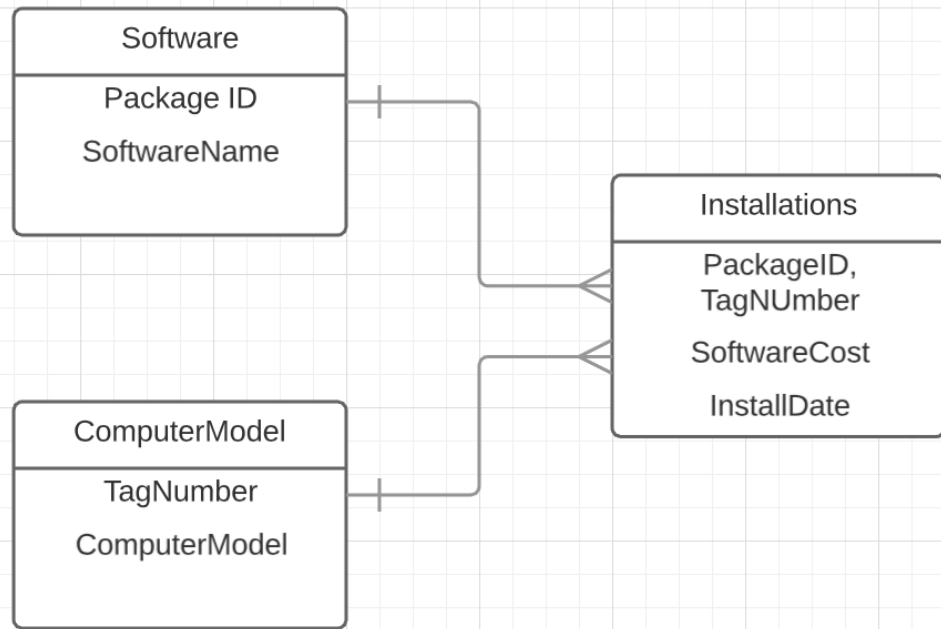 Software
Package ID
SoftwareName
Installations
PackageID,
TagNUmber
SoftwareCost
InstallDate
ComputerModel
TagNumber
ComputerModel